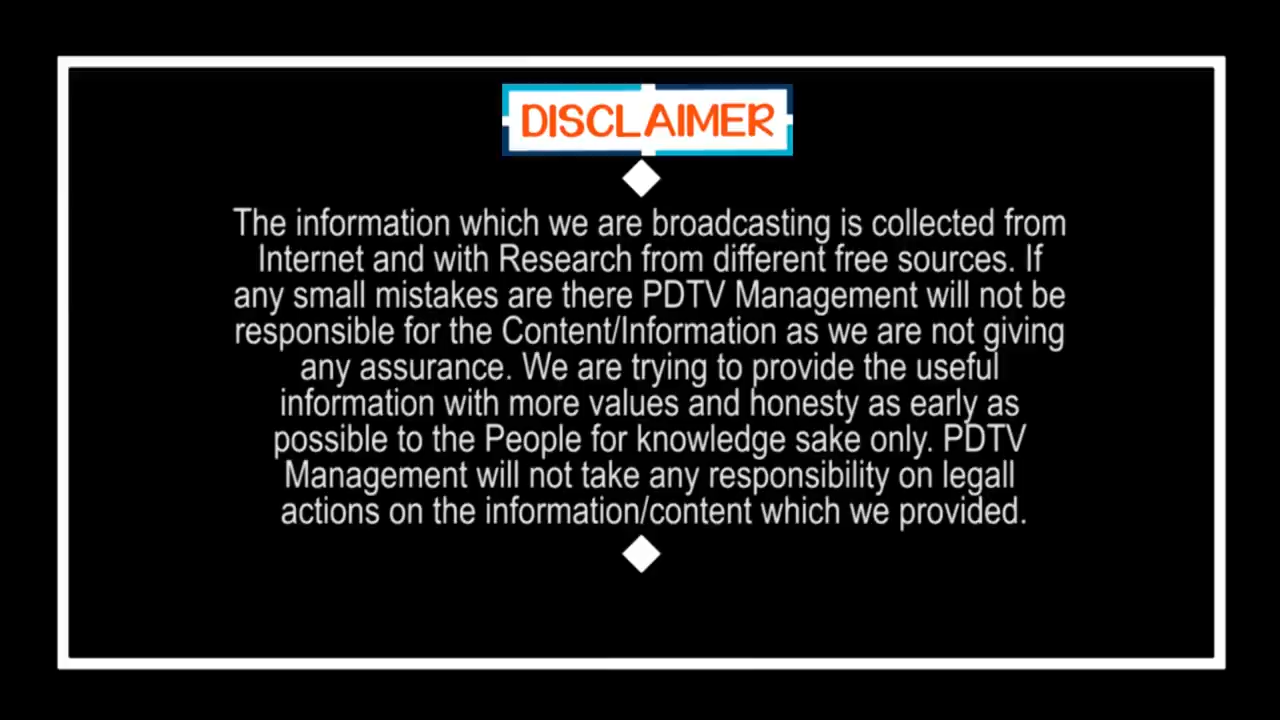 DISCLAIMER
The information which we are broadcasting is collected from
Internet and with Research from different free sources. If
any small mistakes are there PDTV Management will not be
responsible for the Content/Information as we are not giving
any assurance. We are trying to provide the useful
information with more values and honesty as early as
possible to the People for knowledge sake only. PDTV
Management will not take any responsibility on legall
actions on the information/content which we provided.